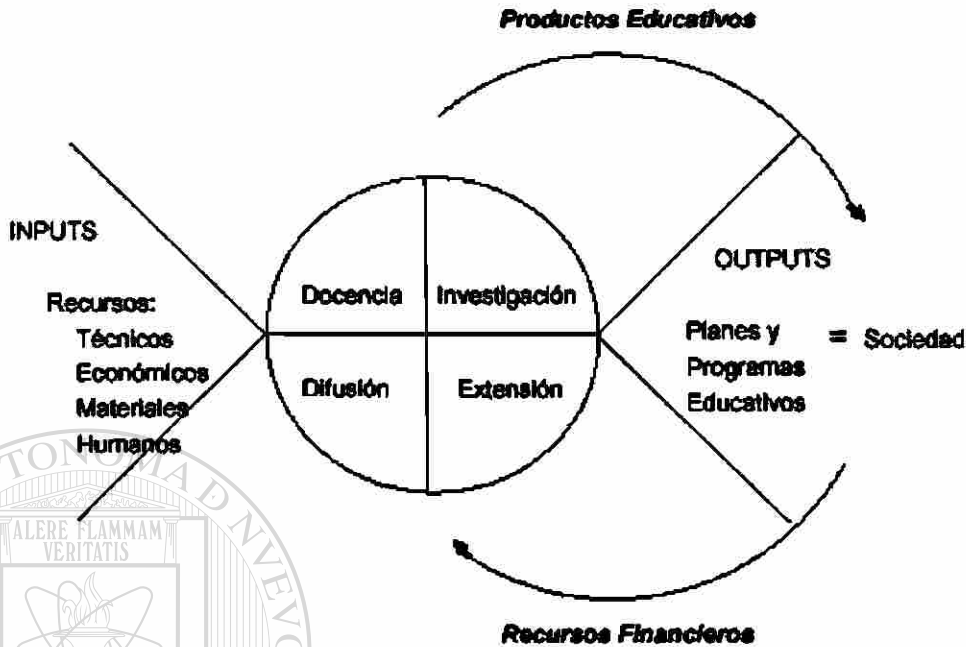 Productos Educativos
INPUTS
Recursos:
Técnicos
Económicos
Materiales
Humanos
Docencia
Investigación
Difusión
Extensión
OUTPUTS
Planes y
Programas
Educativos
= Sociedad
Recursos Financieros
ALERE FLAMMAM
VERITATIS